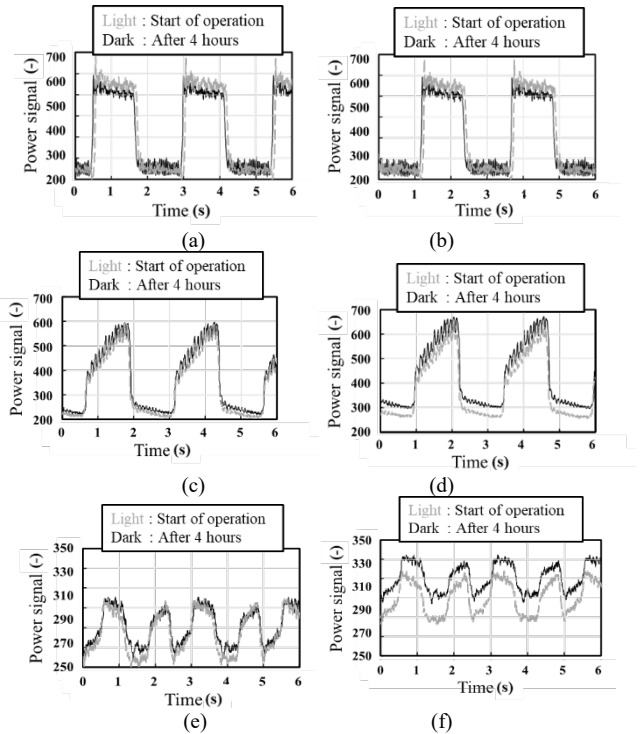 Light : Start of operation
Dark : After 4 hours
Power signal (-)
700
600
500
400
300
200
0 1 2 3 4 5 6
Time (s)
(a)
Light : Start of operation
Dark : After 4 hours
Power signal (-)
700
600
500
400
300
200
0 1 2 3 4 5 6
Time (s)
(b)
Light : Start of operation
Dark : After 4 hours
Power signal (-)
700
600
500
400
300
200
0 1 2 3 4 5 6
Time (s)
(c)
Light : Start of operation
Dark : After 4 hours
Power signal (-)
700
600
500
400
300
200
0 1 2 3 4 5 6
Time (s)
(d)
Light : Start of operation
Dark : After 4 hours
Power signal (-)
350
330
310
290
270
250
0 1 2 3 4 5 6
Time (s)
(e)
Light : Start of operation
Dark : After 4 hours
Power signal (-)
350
330
310
290
270
250
0 1 2 3 4 5 6
Time (s)
(f)